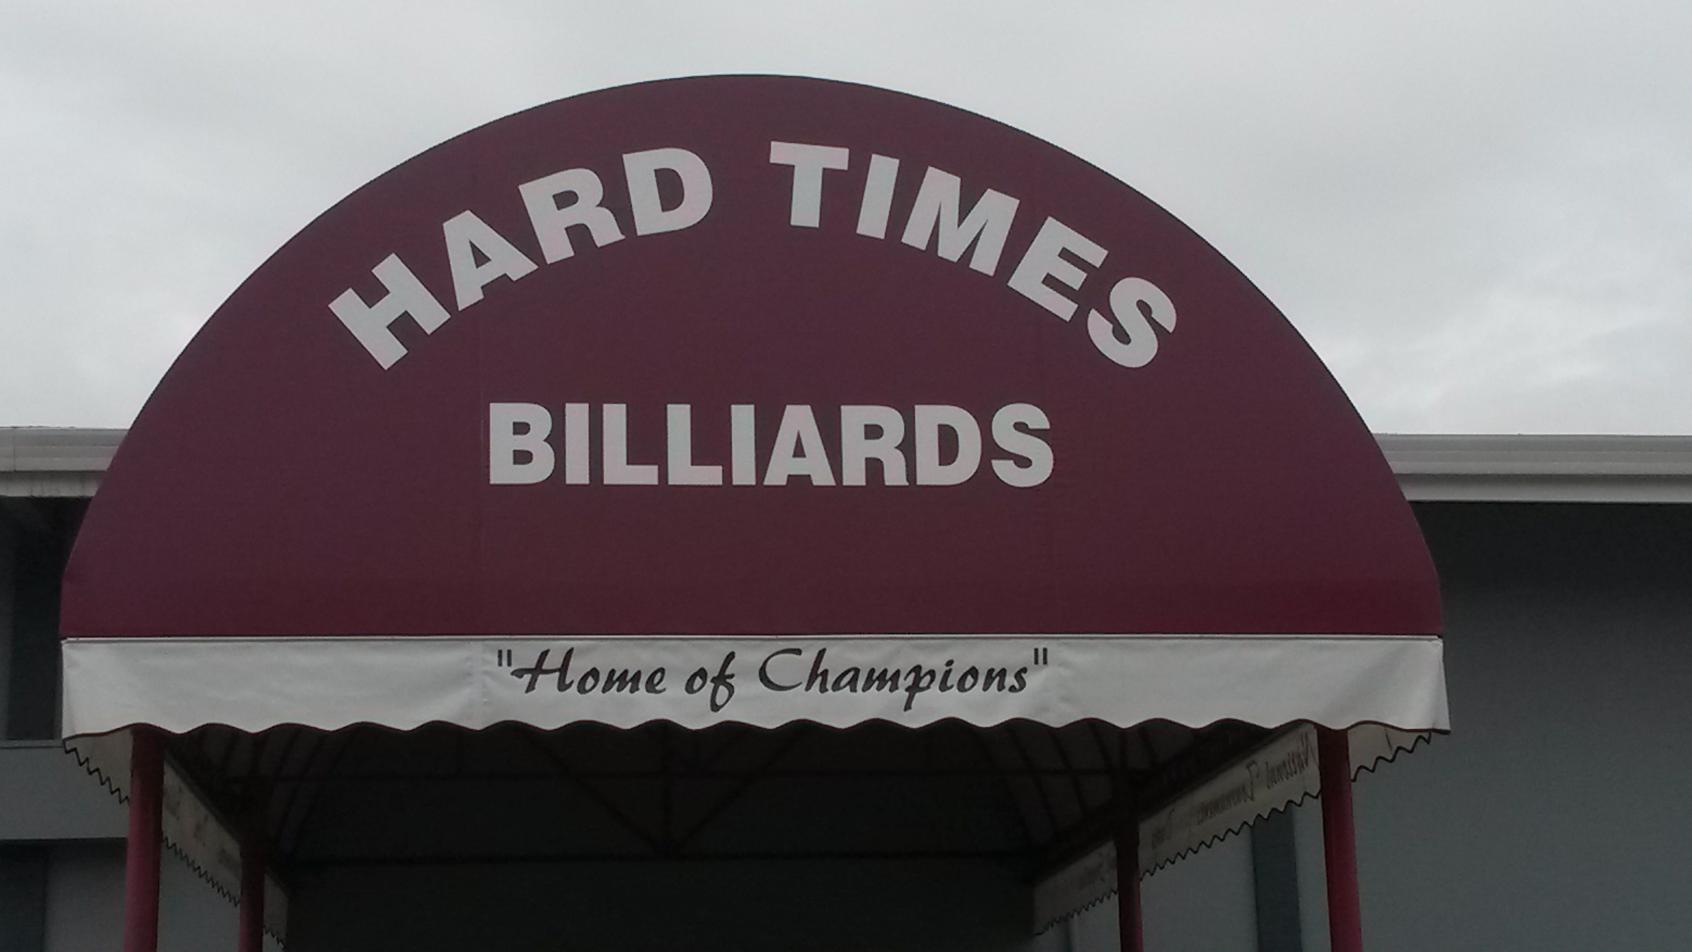 HARD TIMES
BILLIARDS
"Home of Champions"